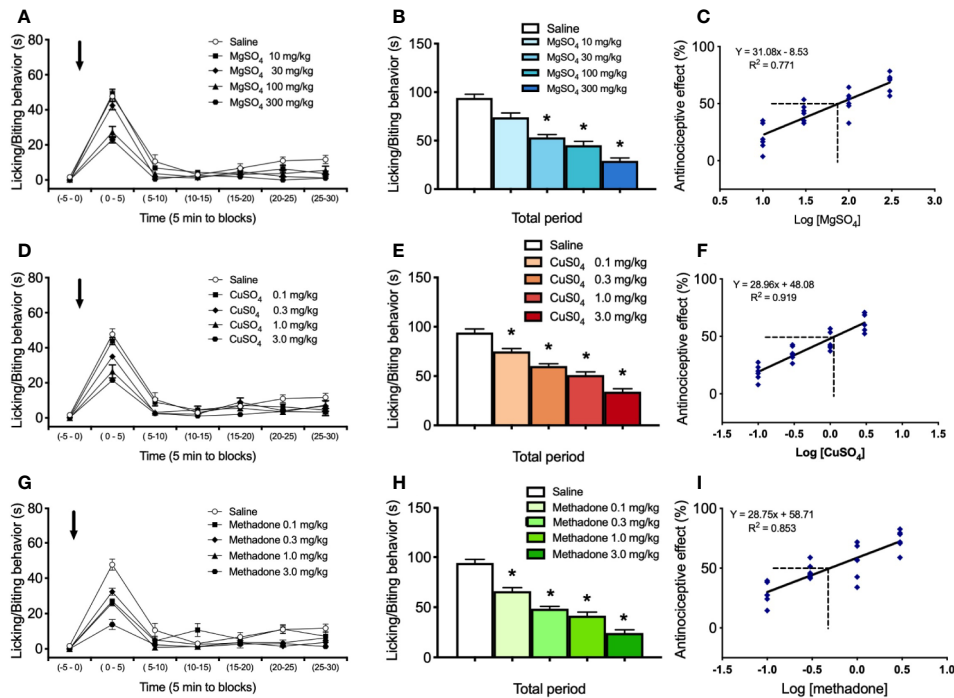 A
Licking/Biting behavior (s)
80
60
40
20
0
Saline
MgSO4 10 mg/kg
MgSO4 30 mg/kg
MgSO4 100 mg/kg
MgSO4 300 mg/kg
(-5 - 0) ( 0 - 5) (5-10) (10-15) (15-20) (20-25) (25-30)
Time (5 min to blocks)
B
Licking/Biting behavior (s)
150
100
50
0
Saline
MgSO4 10 mg/kg
MgSO4 30 mg/kg
MgSO4 100 mg/kg
MgSO4 300 mg/kg
* * *
Total period
C
Antinociceptive effect (%)
100
50
0
Y = 31.08x - 8.53
R2 = 0.771
0.5 1.0 1.5 2.0 2.5 3.0
Log [MgSO4]
D
Licking/Biting behavior (s)
80
60
40
20
0
Saline
CuSO4 0.1 mg/kg
CuS04 0.3 mg/kg
CuSO4 1.0 mg/kg
CuSO4 3.0 mg/kg
(-5 - 0) ( 0 - 5) (5-10) (10-15) (15-20) (20-25) (25-30)
Time (5 min to blocks)
E
Licking/Biting behavior (s)
150
100
50
0
Saline
CuS04 0.1 mg/kg
CuS04 0.3 mg/kg
CuS04 1.0 mg/kg
CuS04 3.0 mg/kg
* * * *
Total period
F
Antinociceptive effect (%)
100
50
0
Y = 28.96x + 48.08
R2 = 0.919
-1.5 -1.0 -0.5 0.0 0.5 1.0 1.5
Log [CuSO4]
G
Licking/Biting behavior (s)
80
60
40
20
0
Saline
Methadone 0.1 mg/kg
Methadone 0.3 mg/kg
Methadone 1.0 mg/kg
Methadone 3.0 mg/kg
(-5 - 0) ( 0 - 5) (5-10) (10-15) (15-20) (20-25) (25-30)
Time (5 min to blocks)
H
Licking/Biting behavior (s)
150
100
50
0
Saline
Methadone 0.1 mg/kg
Methadone 0.3 mg/kg
Methadone 1.0 mg/kg
Methadone 3.0 mg/kg
* * * *
Total period
I
Antinociceptive effect (%)
100
50
0
Y = 28.75x + 58.71
R2 = 0.853
-1.5 -1.0 -0.5 0.0 0.5 1.0
Log [methadone]